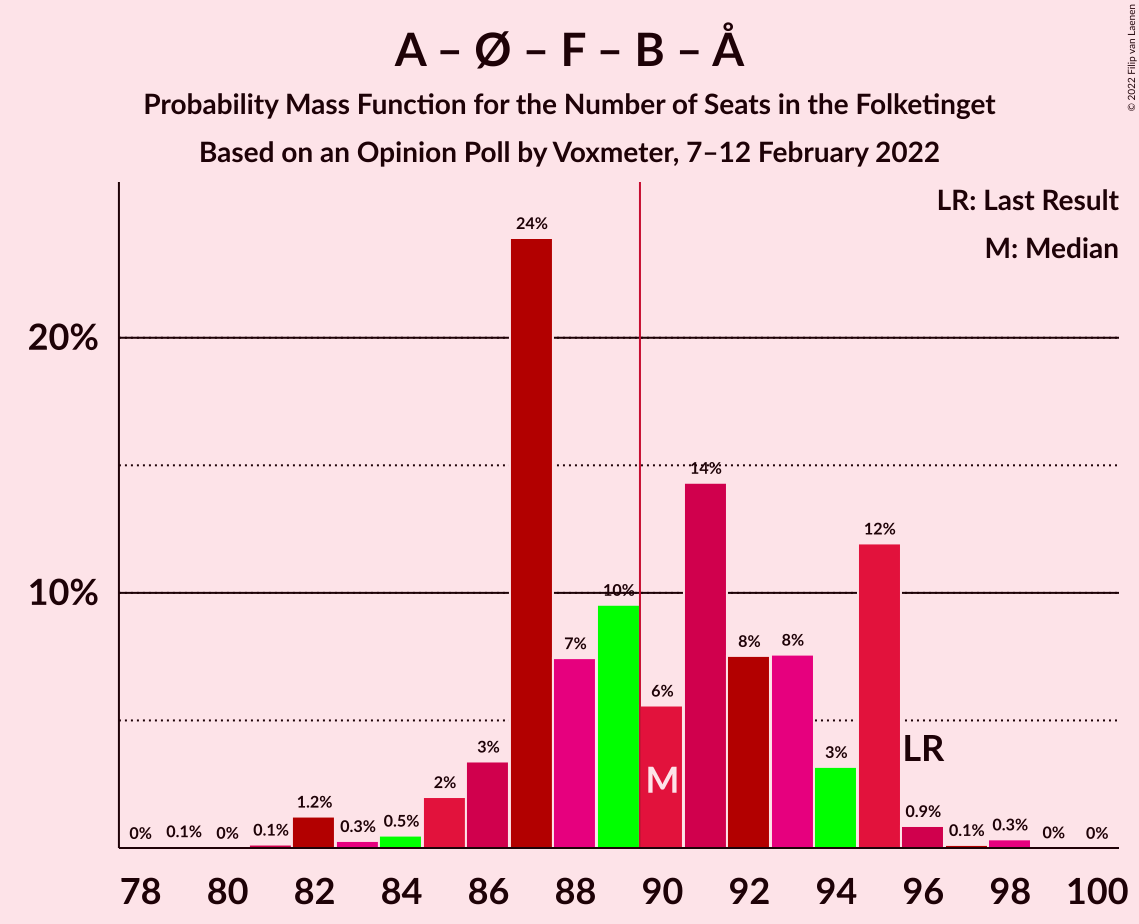 A – Ø – F – B – Å
Probability Mass Function for the Number of Seats in the Folketinget
Based on an Opinion Poll by Voxmeter, 7–12 February 2022
© 2022 Filip van Laenen
LR: Last Result
M: Median
20%
10%
0% 0.1% 0% 0.1% 1.2% 0.3% 0.5% 2% 3% 24% 7% 10% 6% 14% 8% 8% 3% 12% 0.9% 0.1% 0.3% 0% 0%
M
LR
78 80 82 84 86 88 90 92 94 96 98 100